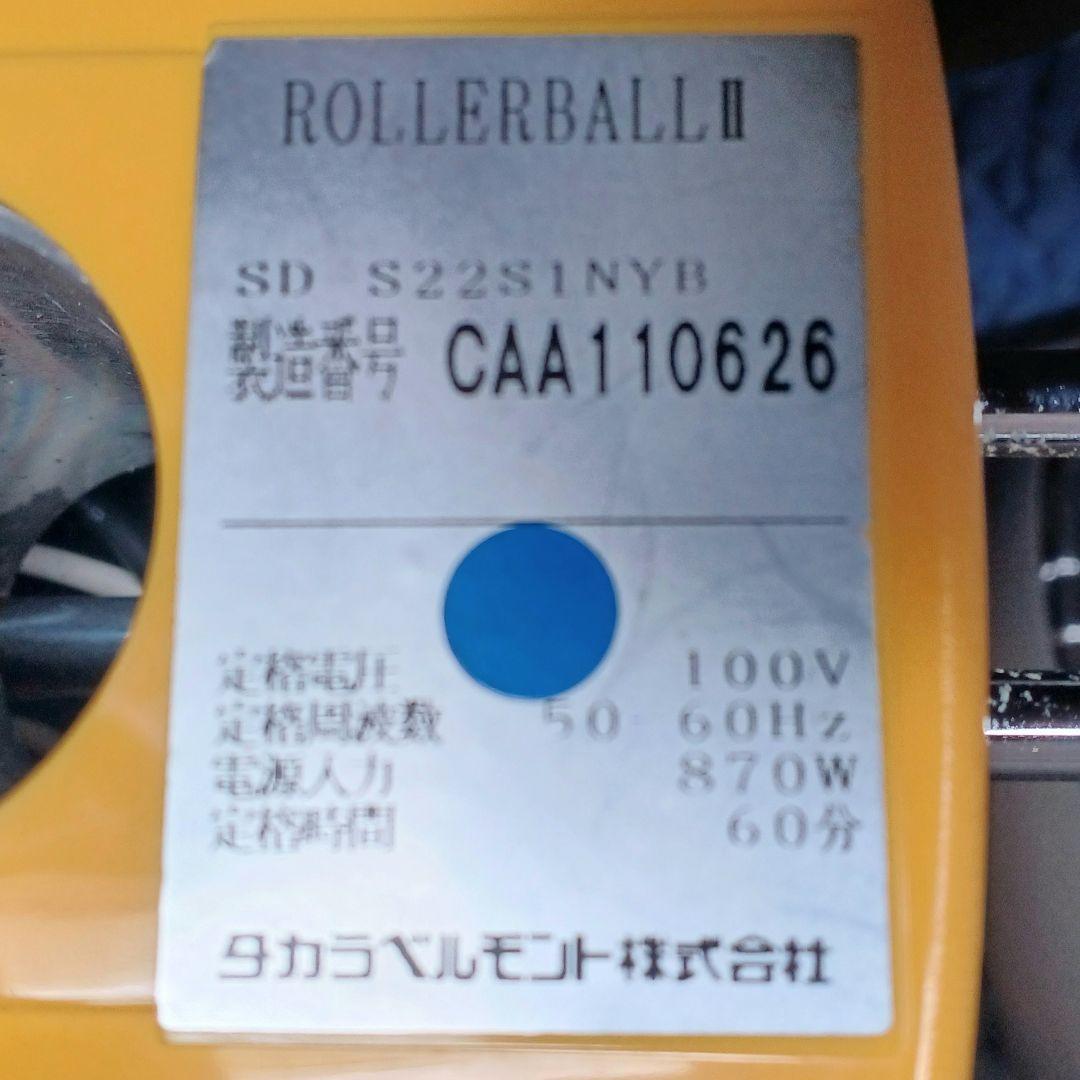 ROLLERBALLⅡ
SD S22S1NYB
製造番号 CAA110626
定格電圧 100V
定格周波数 50 60Hz
電源入力 870W
定格時間 60分
タカラベルモント株式会社